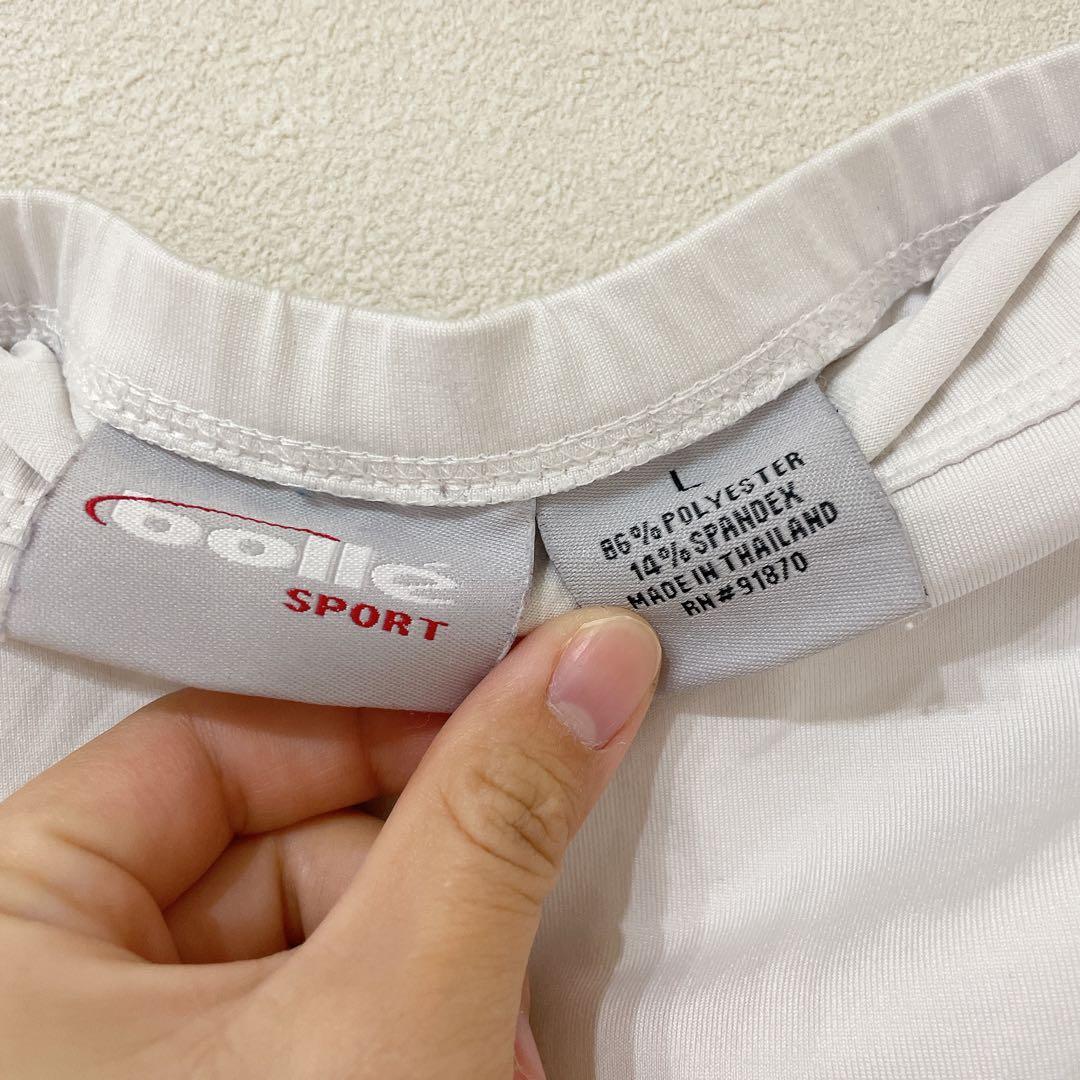 bollé
SPORT
L
86% POLYESTER
14% SPANDEX
MADE IN THAILAND
RN#91870